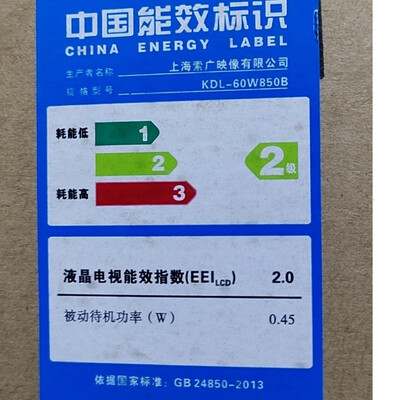 中国能效标识
CHINA ENERGY LABEL
生产者名称 上海索广映像有限公司
规格型号 KDL-60W850B
耗能低 1
2 2级
耗能高 3
液晶电视能效指数(EEILCD) 2.0
被动待机功率(W) 0.45
依据国家标准: GB 24850-2013